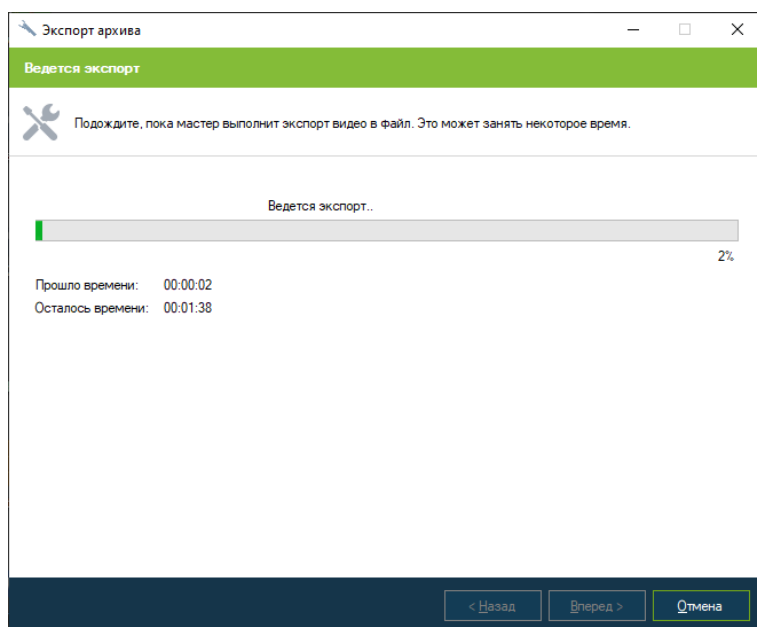 Экспорт архива
Ведется экспорт
Подождите, пока мастер выполнит экспорт видео в файл. Это может занять некоторое время.
Ведется экспорт..
2%
Прошло времени: 00:00:02
Осталось времени: 00:01:38
< Назад Вперед > Отмена